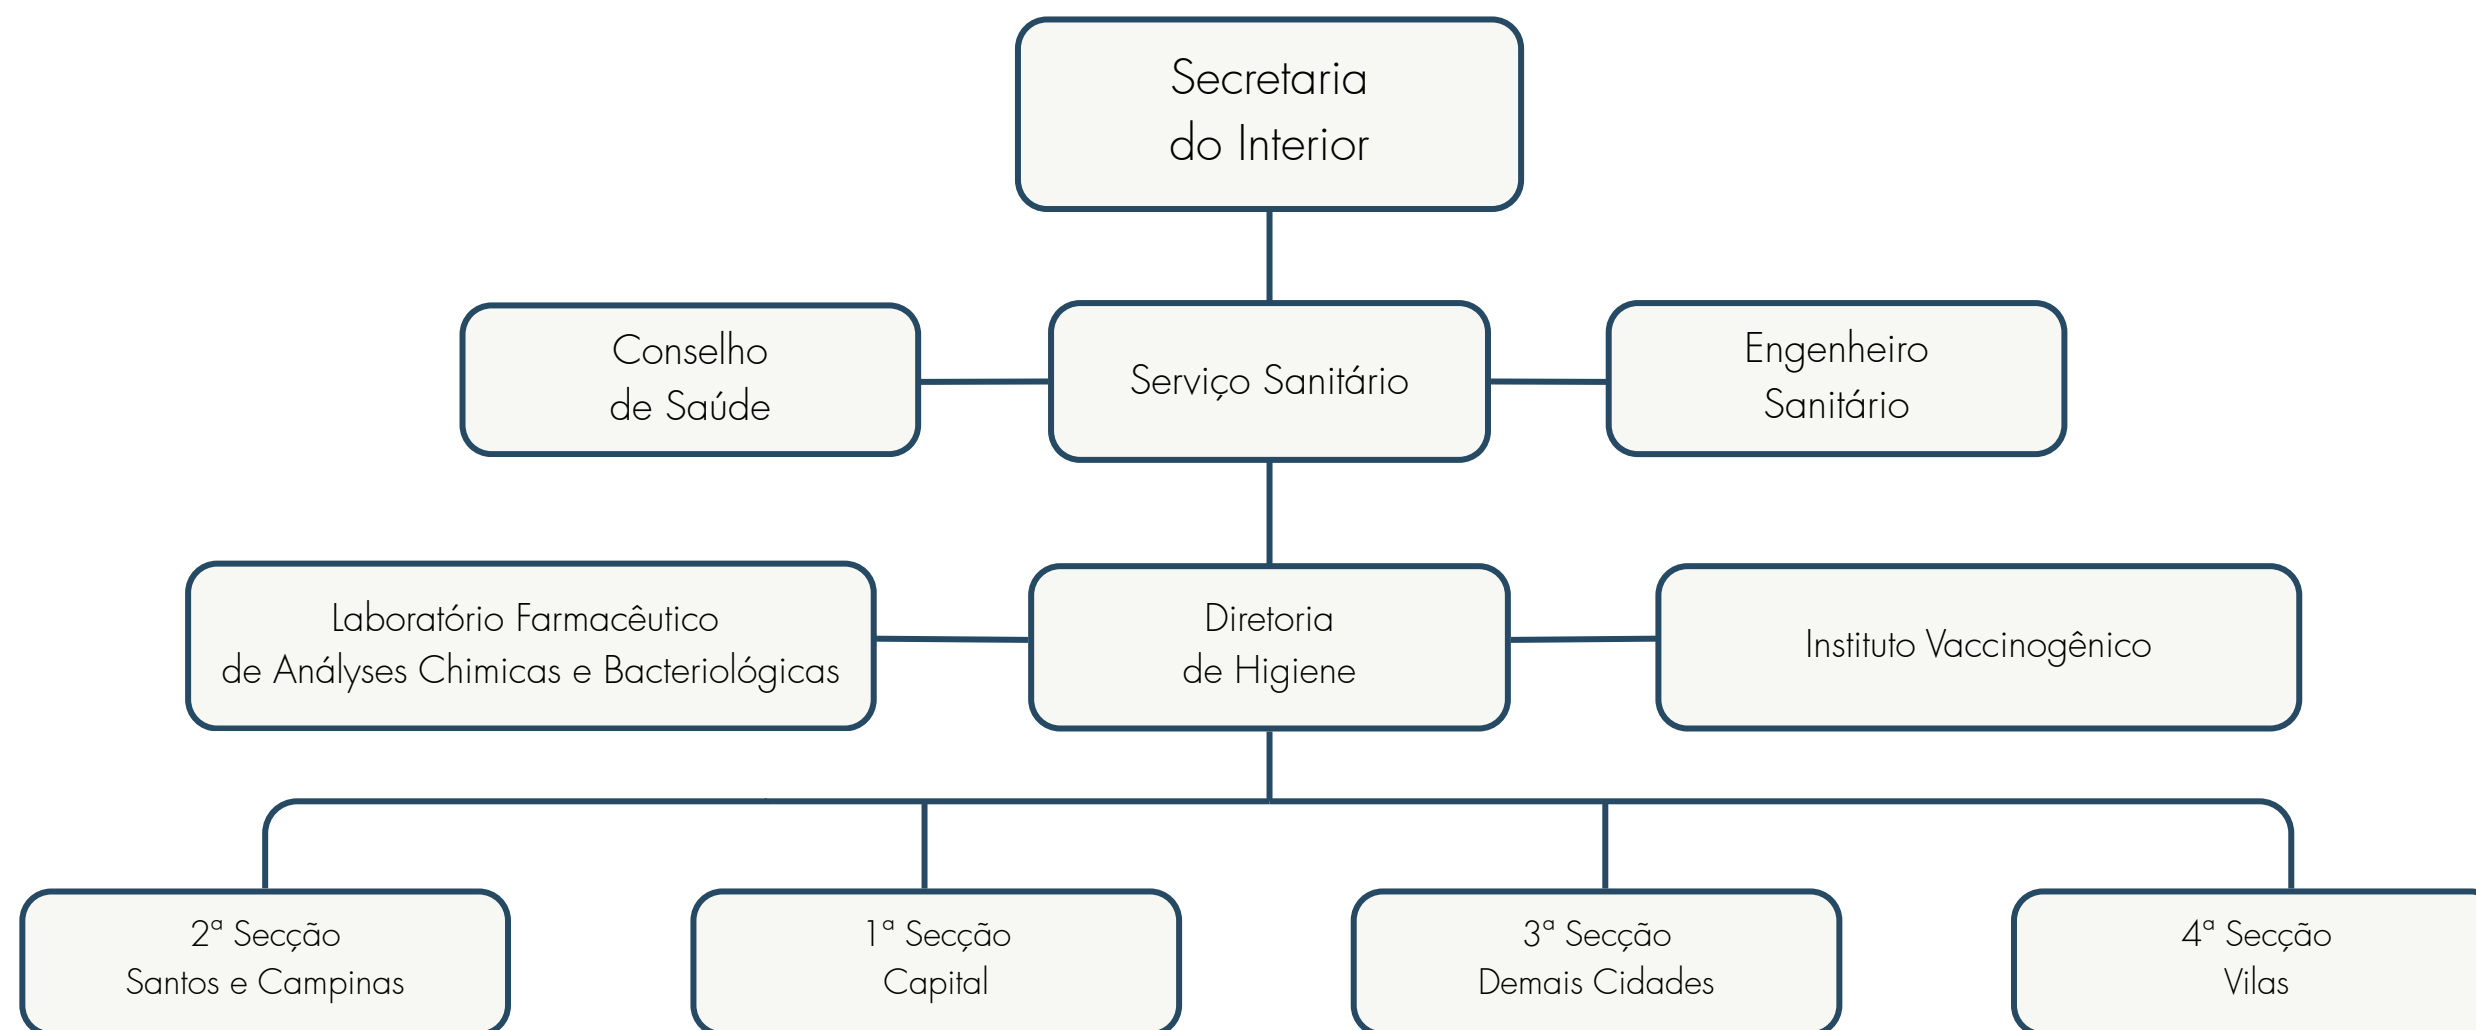 Secretaria
do Interior
Conselho
de Saúde
Serviço Sanitário
Engenheiro
Sanitário
Laboratório Farmacêutico
de Anályses Chimicas e Bacteriológicas
Diretoria
de Higiene
Instituto Vaccinogênico
2ª Secção
Santos e Campinas
1ª Secção
Capital
3ª Secção
Demais Cidades
4ª Secção
Vilas